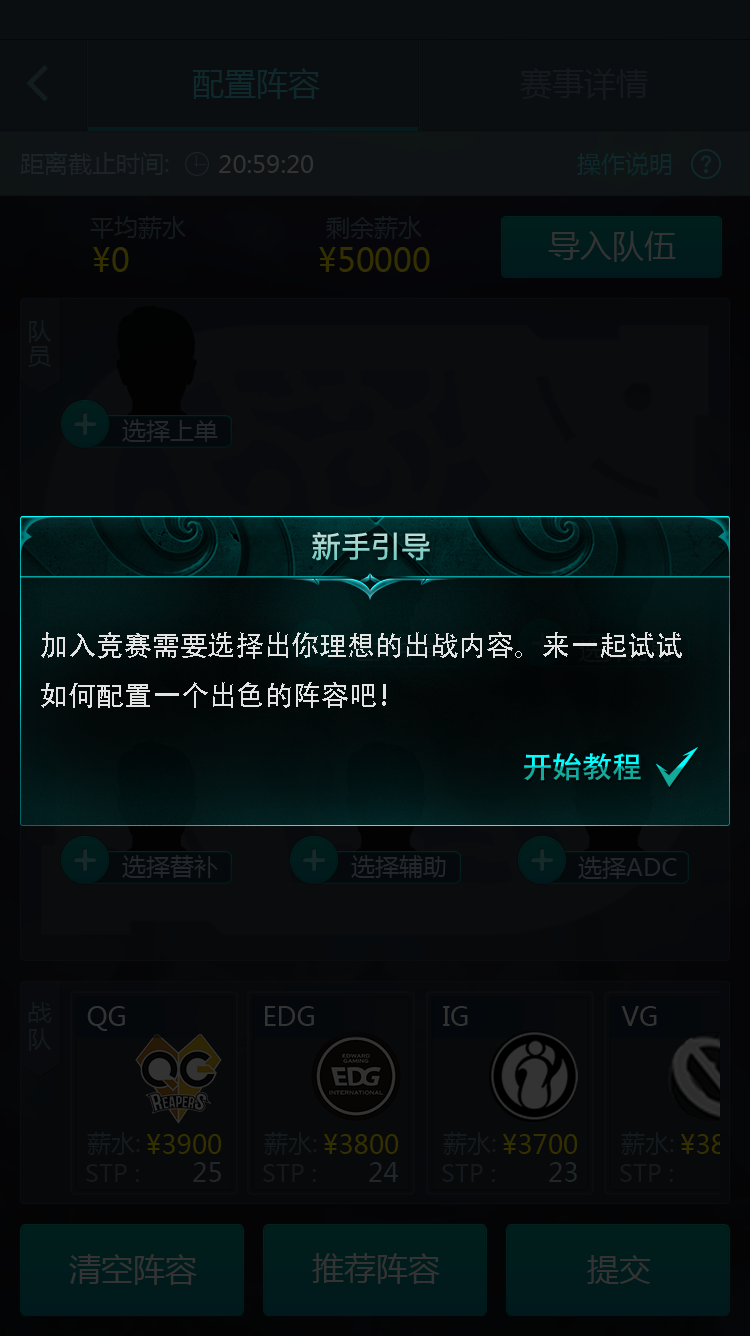 配置阵容
赛事详情
距离截止时间: 20:59:20
操作说明 ?
平均薪水
¥0
剩余薪水
¥50000
导入队伍
队员
选择上单
新手引导
加入竞赛需要选择出你理想的出战内容。来一起试试
如何配置一个出色的阵容吧!
开始教程
选择替补
选择辅助
选择ADC
战队
QG
QG
REAPERS
薪水: ¥3900
STP : 25
EDG
EDWARD
GAMING
EDG
INTERNATIONAL
薪水: ¥3800
STP : 24
IG
薪水: ¥3700
STP : 23
VG
薪水: ¥38
STP :
清空阵容
推荐阵容
提交